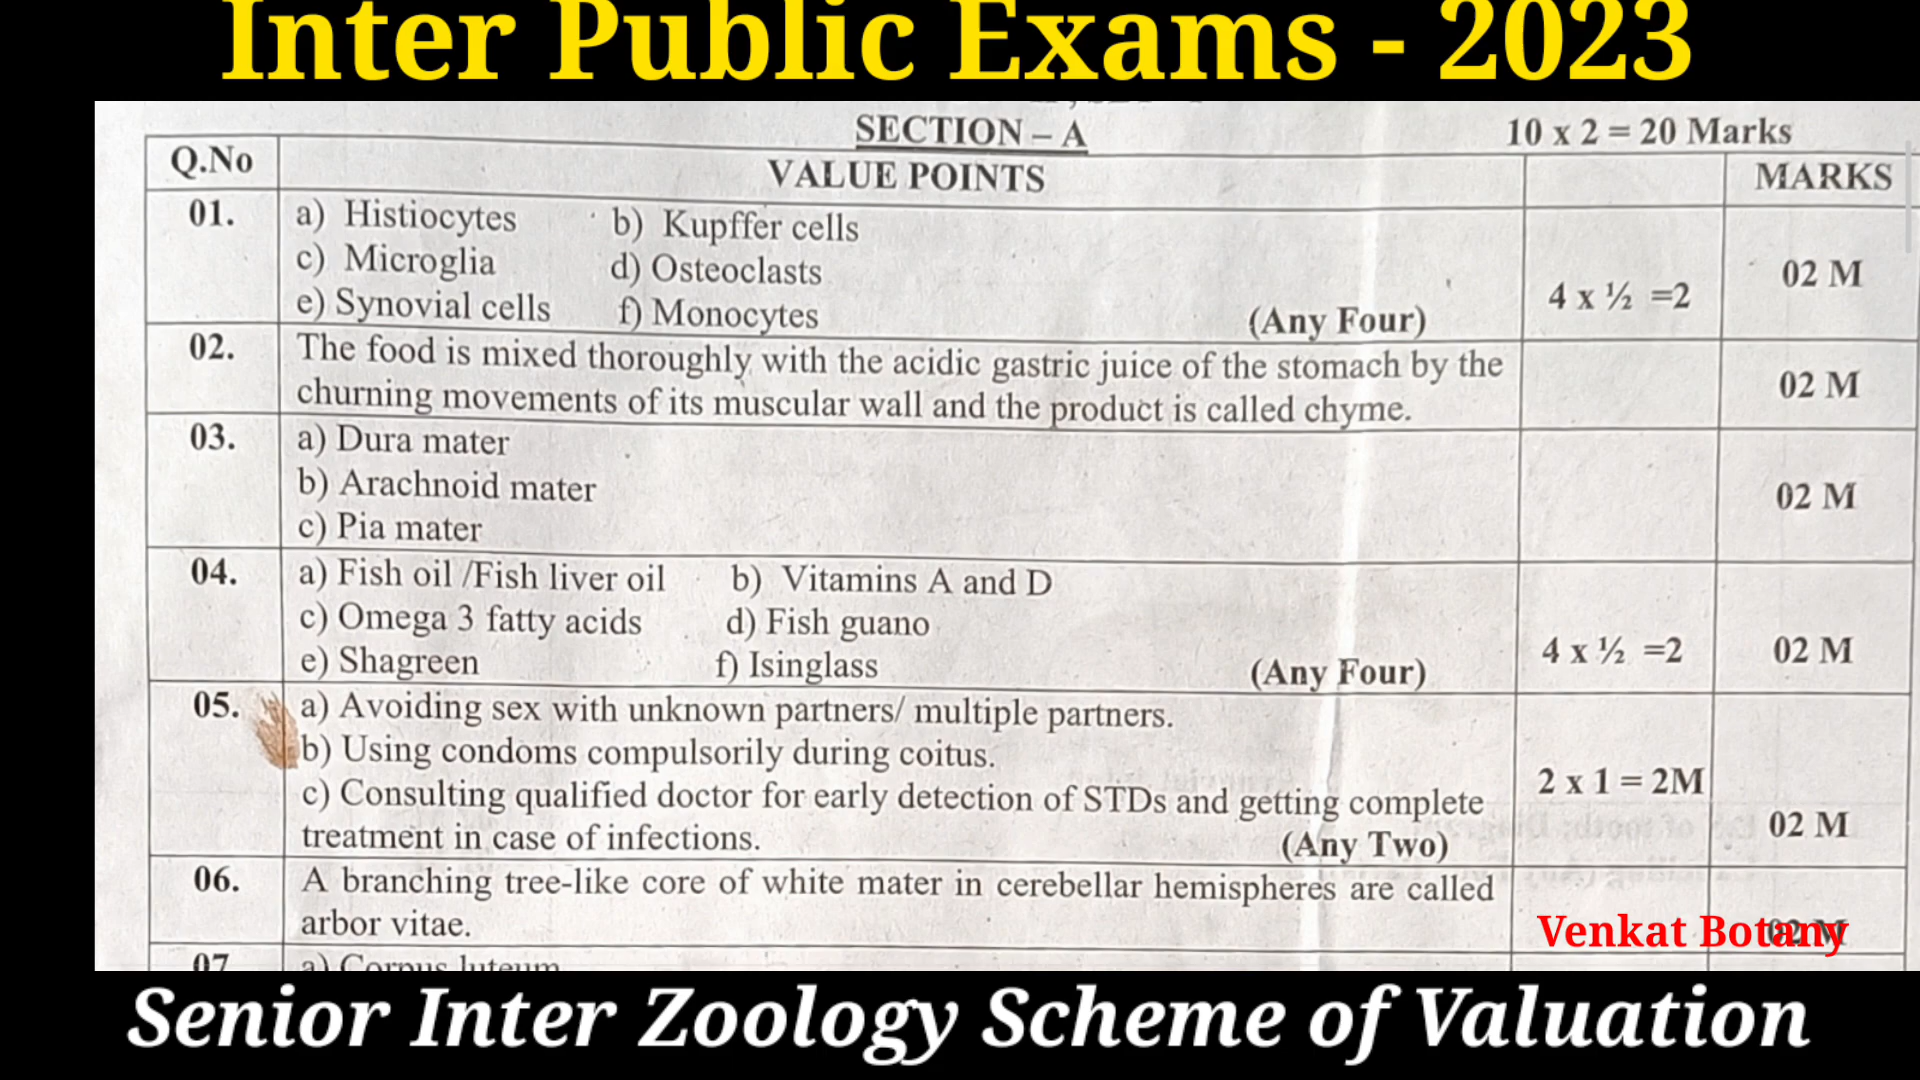 Inter Public Exams - 2023
SECTION – A 10 x 2 = 20 Marks
Q.No VALUE POINTS MARKS
01. a) Histiocytes b) Kupffer cells
c) Microglia d) Osteoclasts
e) Synovial cells f) Monocytes (Any Four) 4 x ½ =2 02 M
02. The food is mixed thoroughly with the acidic gastric juice of the stomach by the
churning movements of its muscular wall and the product is called chyme. 02 M
03. a) Dura mater
b) Arachnoid mater 02 M
c) Pia mater
04. a) Fish oil /Fish liver oil b) Vitamins A and D
c) Omega 3 fatty acids d) Fish guano
e) Shagreen f) Isinglass (Any Four) 4 x ½ =2 02 M
05. a) Avoiding sex with unknown partners/ multiple partners.
b) Using condoms compulsorily during coitus.
c) Consulting qualified doctor for early detection of STDs and getting complete 2 x 1 = 2M
treatment in case of infections. (Any Two) 02 M
06. A branching tree-like core of white mater in cerebellar hemispheres are called
arbor vitae. 02 M
Venkat Botany
07 a) Corpus luteum
Senior Inter Zoology Scheme of Valuation